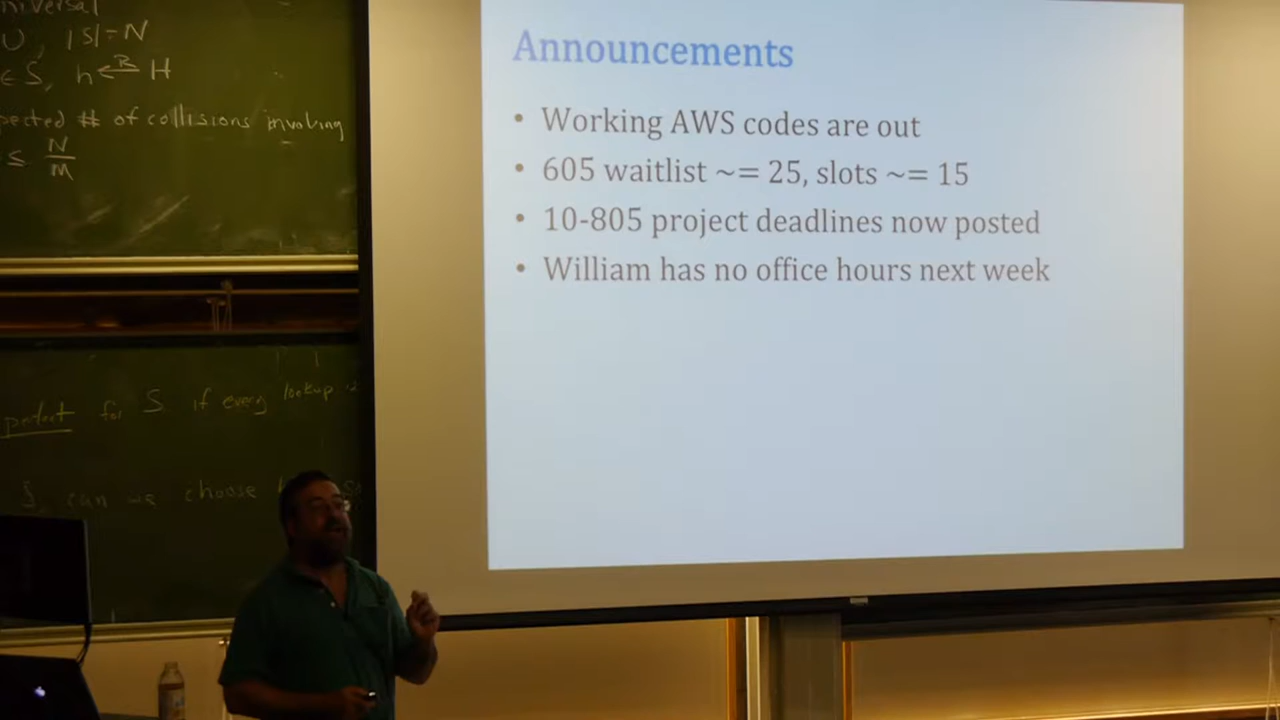 U, |S|=N
∈ S, h ←R H
# of collisions involving
≤ N/M
perfect for S if every lookup is
S, can we choose
Announcements
• Working AWS codes are out
• 605 waitlist ~= 25, slots ~= 15
• 10-805 project deadlines now posted
• William has no office hours next week